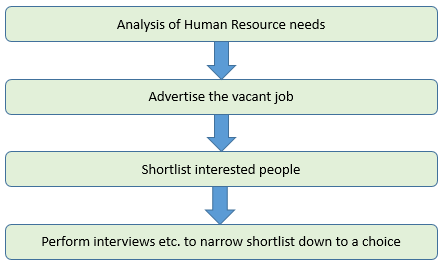 Analysis of Human Resource needs
Advertise the vacant job
Shortlist interested people
Perform interviews etc. to narrow shortlist down to a choice